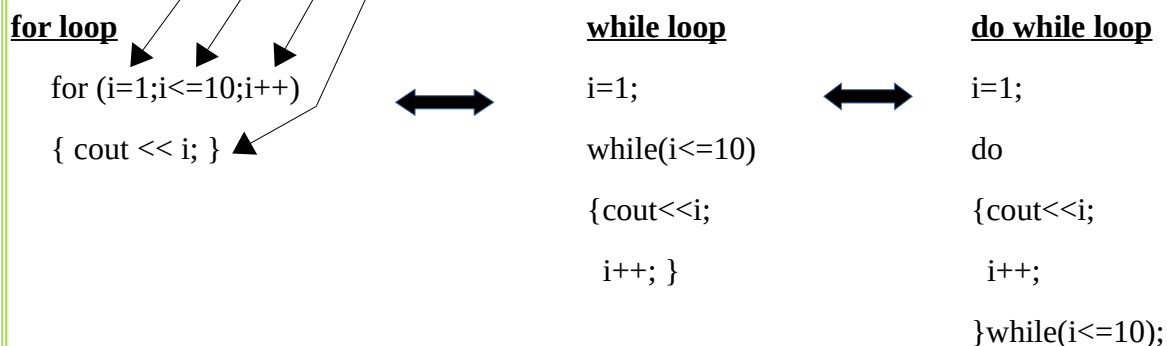 for loop
for (i=1;i<=10;i++)
{ cout << i; }
while loop
i=1;
while(i<=10)
{cout<<i;
i++; }
do while loop
i=1;
do
{cout<<i;
i++;
}while(i<=10);